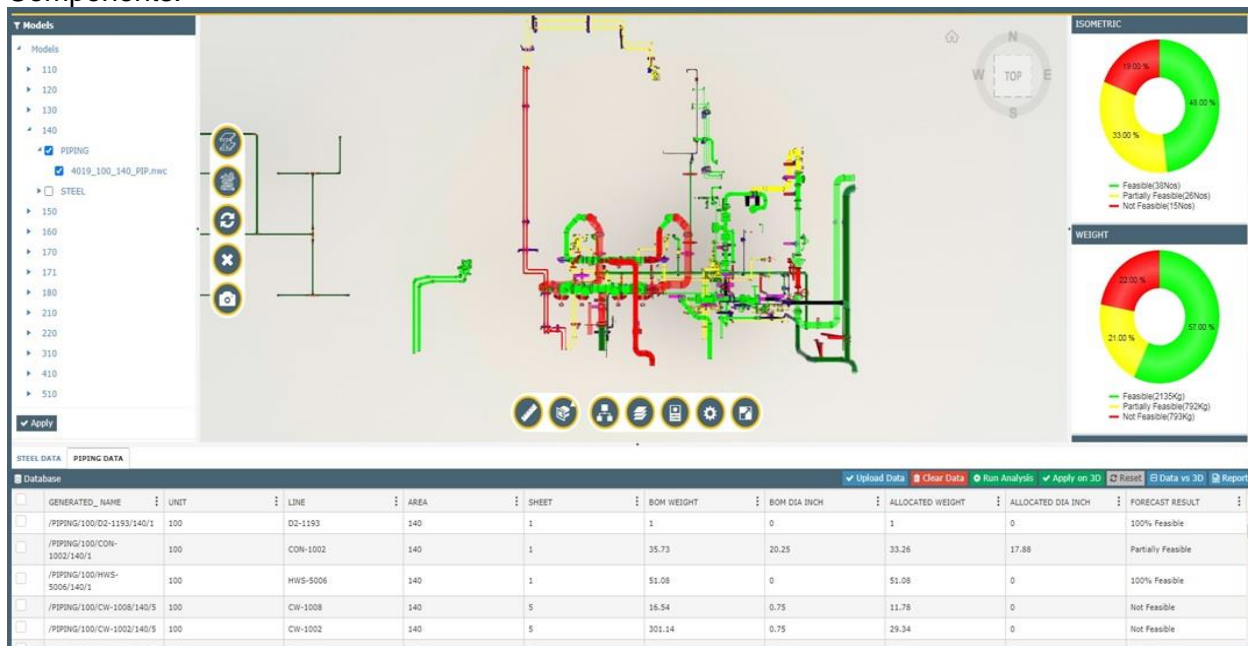 Components.
Models
Models
110
120
130
140
PIPING
4019_100_140_PIP.nwc
STEEL
150
160
170
171
180
210
220
310
410
510
Apply
N
W TOP E
S
ISOMETRIC
19.00 %
48.00 %
33.00 %
Feasible(38Nos)
Partially Feasible(26Nos)
Not Feasible(15Nos)
WEIGHT
22.00 %
57.00 %
21.00 %
Feasible(2135Kg)
Partially Feasible(792Kg)
Not Feasible(793Kg)
STEEL DATA PIPING DATA
Database Upload Data Clear Data Run Analysis Apply on 3D Reset Data vs 3D Report
GENERATED_NAME UNIT LINE AREA SHEET BOM WEIGHT BOM DIA INCH ALLOCATED WEIGHT ALLOCATED DIA INCH FORECAST RESULT
/PIPING/100/D2-1193/140/1 100 D2-1193 140 1 1 0 1 0 100% Feasible
/PIPING/100/CON-
1002/140/1 100 CON-1002 140 1 35.73 20.25 33.26 17.88 Partially Feasible
/PIPING/100/HWS-
5006/140/1 100 HWS-5006 140 1 51.08 0 51.08 0 100% Feasible
/PIPING/100/CW-1008/140/5 100 CW-1008 140 5 16.54 0.75 11.78 0 Not Feasible
/PIPING/100/CW-1002/140/5 100 CW-1002 140 5 301.14 0.75 29.34 0 Not Feasible